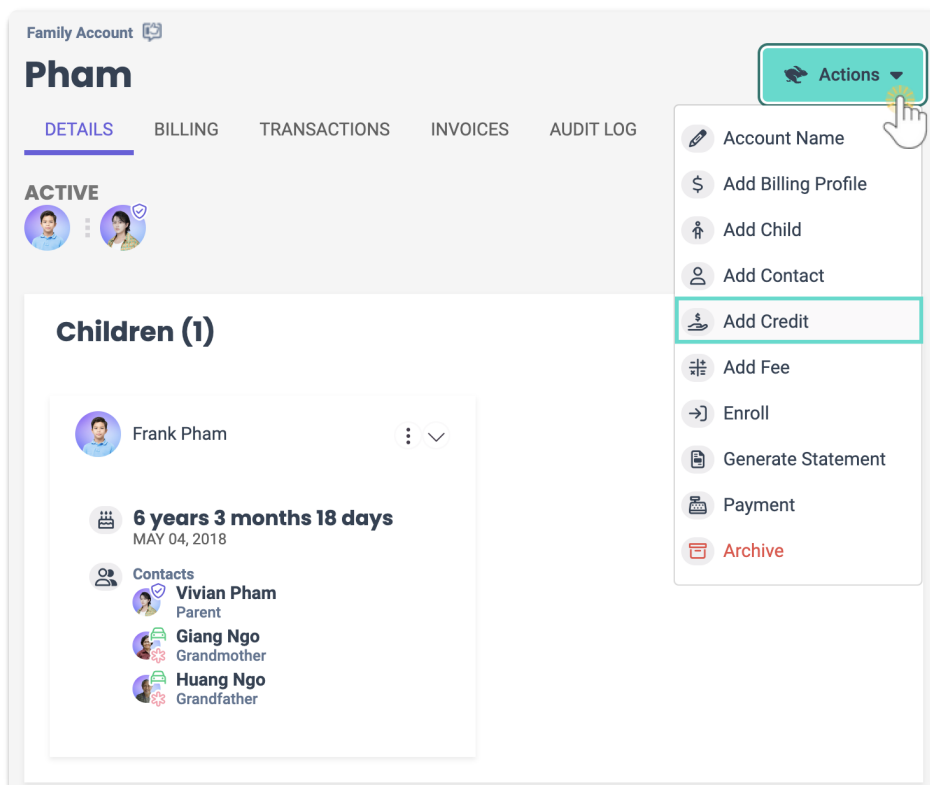 Family Account
Pham
Actions
DETAILS
BILLING
TRANSACTIONS
INVOICES
AUDIT LOG
Account Name
Add Billing Profile
Add Child
Add Contact
Add Credit
Add Fee
Enroll
Generate Statement
Payment
Archive
ACTIVE
Children (1)
Frank Pham
6 years 3 months 18 days
MAY 04, 2018
Contacts
Vivian Pham
Parent
Giang Ngo
Grandmother
Huang Ngo
Grandfather